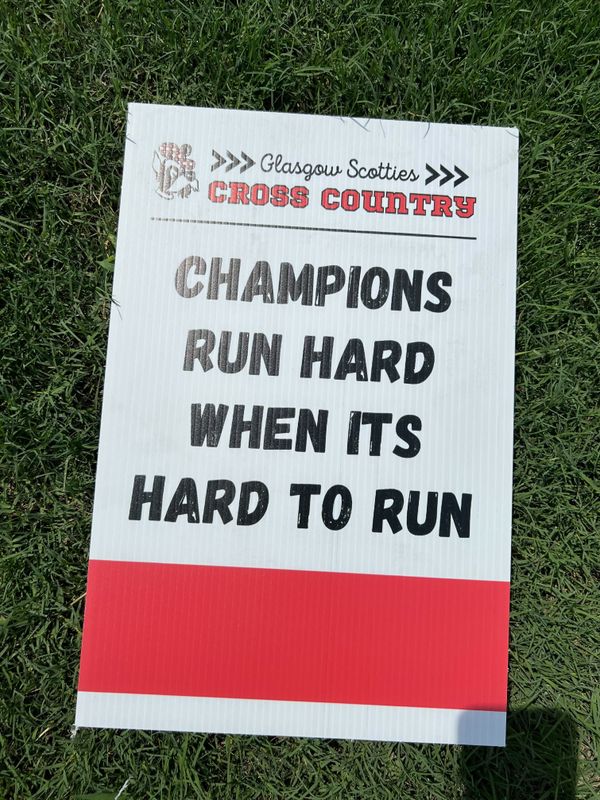 >>> Glasgow Scotties >>>
CROSS COUNTRY
CHAMPIONS
RUN HARD
WHEN ITS
HARD TO RUN